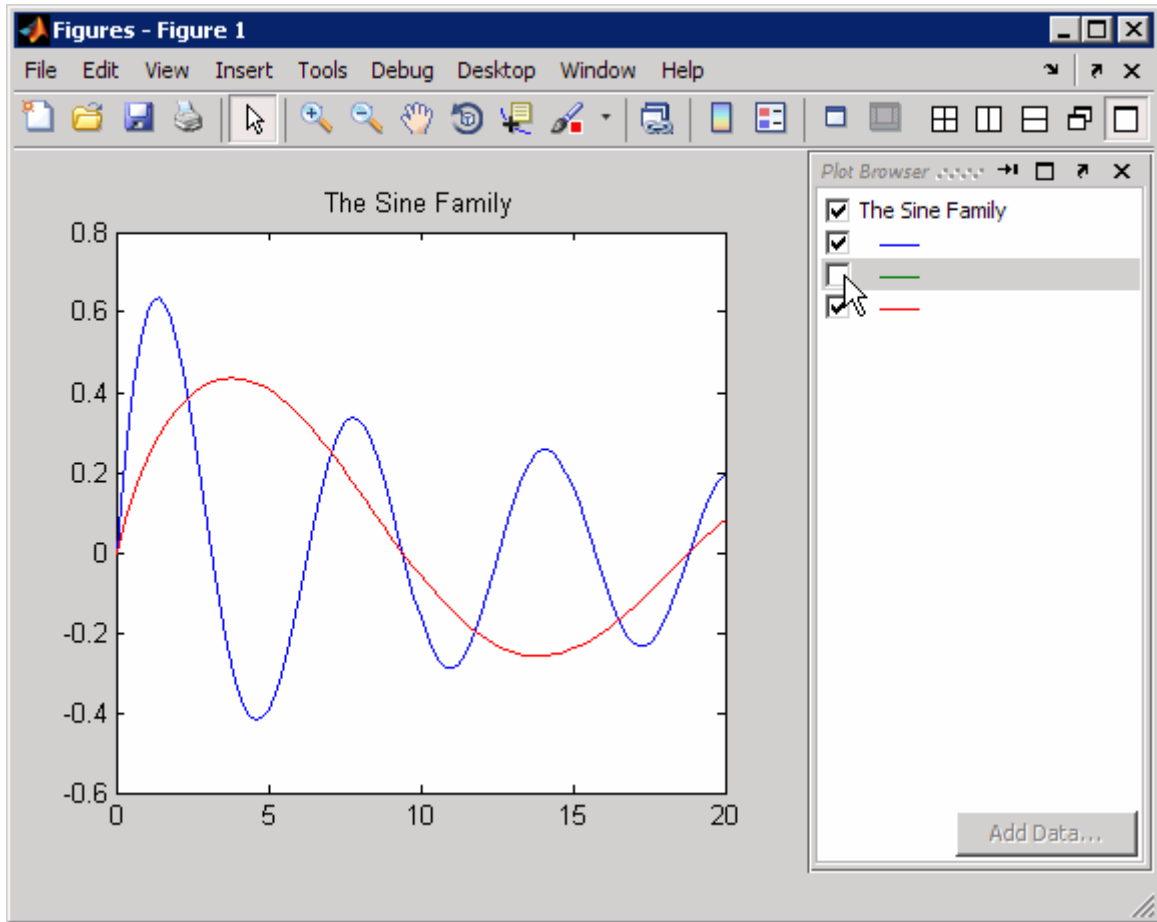 Figures - Figure 1
File Edit View Insert Tools Debug Desktop Window Help
Plot Browser
The Sine Family
The Sine Family
0.8
0.6
0.4
0.2
0
-0.2
-0.4
-0.6
0 5 10 15 20
Add Data...